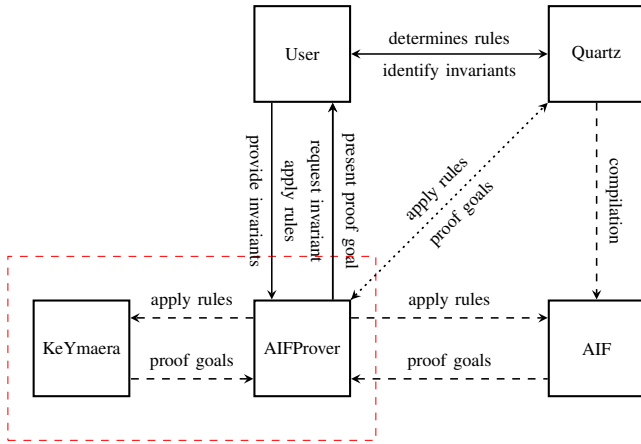 determines rules
User
Quartz
identify invariants
provide invariants
apply rules
request invariant
present proof goal
apply rules
proof goals
compilation
apply rules
apply rules
KeYmaera
AIFProver
AIF
proof goals
proof goals